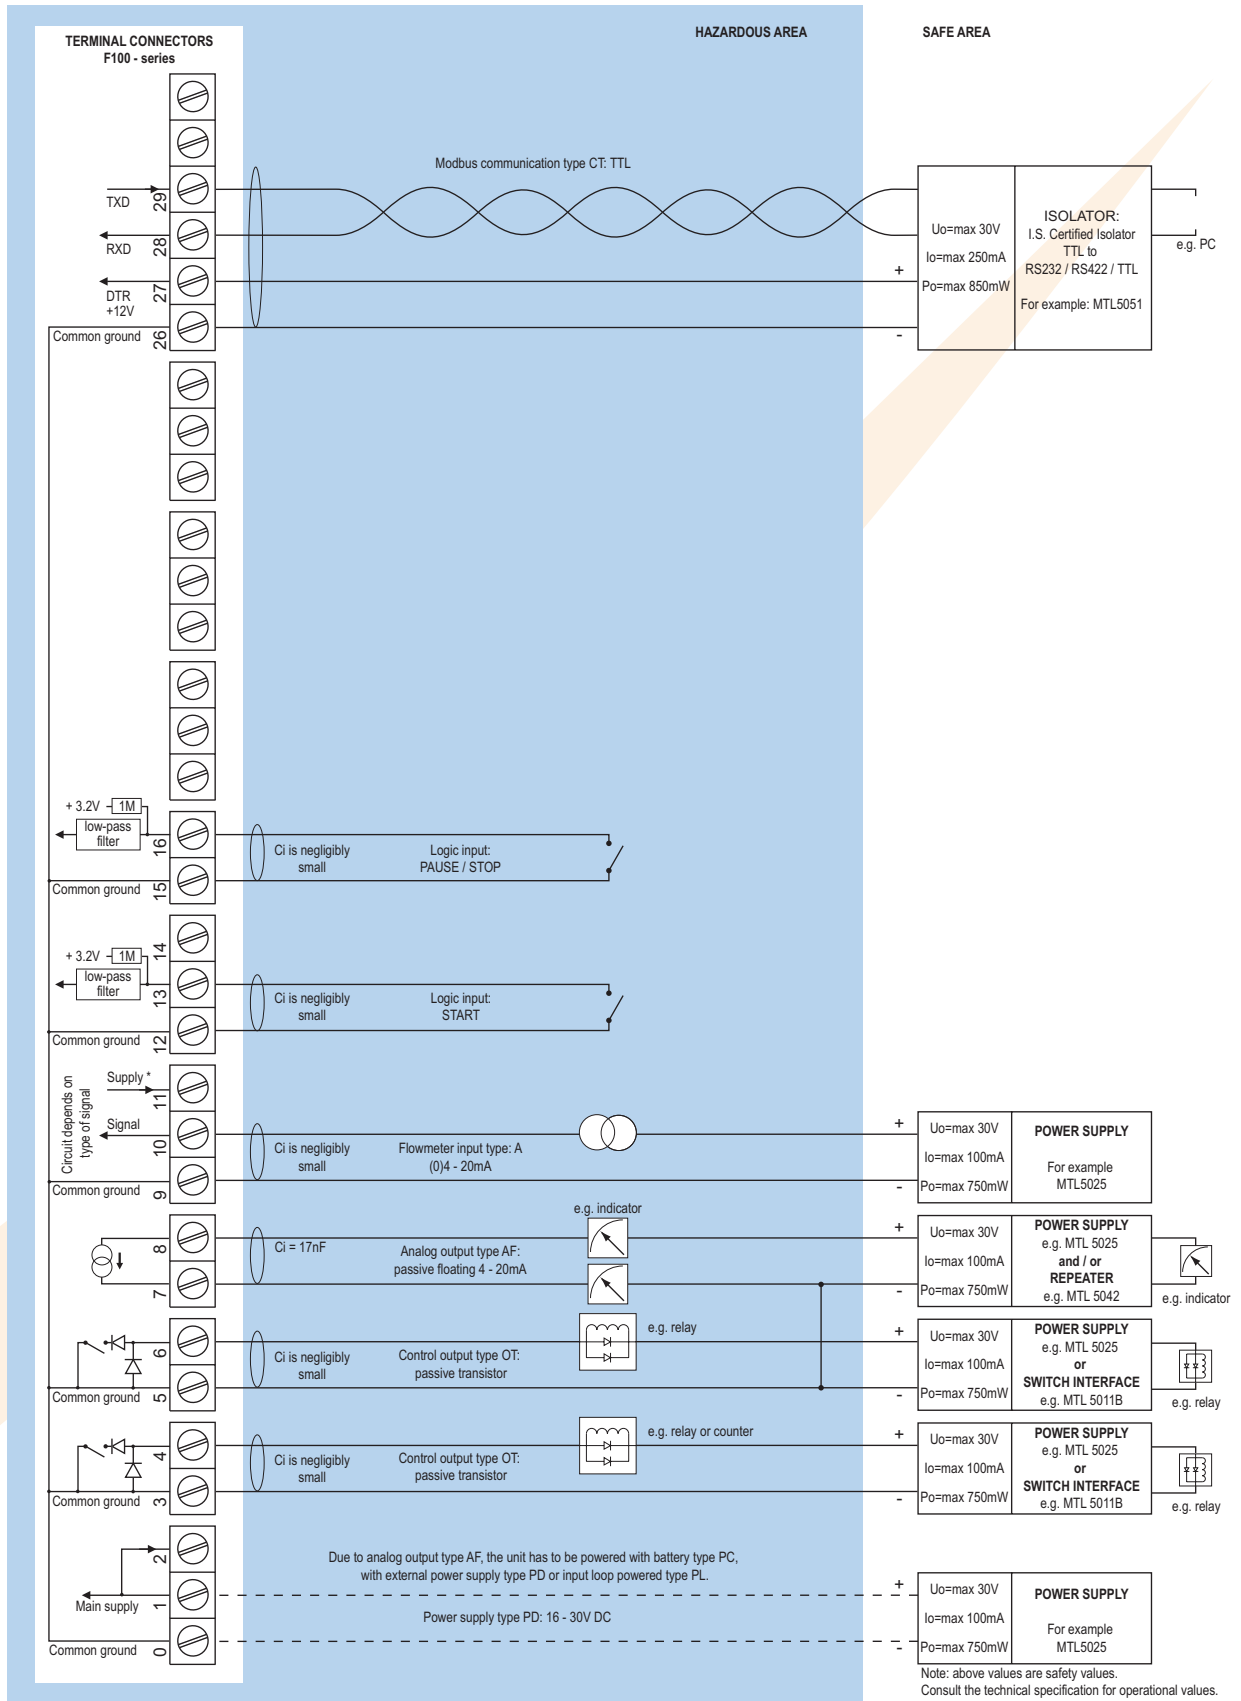 HAZARDOUS AREA
SAFE AREA
TERMINAL CONNECTORS
F100 - series
Modbus communication type CT: TTL
TXD
29
RXD
28
DTR
+12V
27
Common ground
26
+
-
Uo=max 30V
Io=max 250mA
Po=max 850mW
ISOLATOR:
I.S. Certified Isolator
TTL to
RS232 / RS422 / TTL
For example: MTL5051
e.g. PC
+ 3.2V
1M
low-pass
filter
16
Common ground
15
Ci is negligibly
small
Logic input:
PAUSE / STOP
14
+ 3.2V
1M
low-pass
filter
13
Common ground
12
Ci is negligibly
small
Logic input:
START
Circuit depends on
type of signal
Supply *
11
Signal
10
Common ground
9
Ci is negligibly
small
Flowmeter input type: A
(0)4 - 20mA
+
-
Uo=max 30V
Io=max 100mA
Po=max 750mW
POWER SUPPLY
For example
MTL5025
8
7
Ci = 17nF
Analog output type AF:
passive floating 4 - 20mA
e.g. indicator
+
-
Uo=max 30V
Io=max 100mA
Po=max 750mW
POWER SUPPLY
e.g. MTL 5025
and / or
REPEATER
e.g. MTL 5042
e.g. indicator
6
Common ground
5
Ci is negligibly
small
Control output type OT:
passive transistor
e.g. relay
+
-
Uo=max 30V
Io=max 100mA
Po=max 750mW
POWER SUPPLY
e.g. MTL 5025
or
SWITCH INTERFACE
e.g. MTL 5011B
e.g. relay
4
Common ground
3
Ci is negligibly
small
Control output type OT:
passive transistor
e.g. relay or counter
+
-
Uo=max 30V
Io=max 100mA
Po=max 750mW
POWER SUPPLY
e.g. MTL 5025
or
SWITCH INTERFACE
e.g. MTL 5011B
e.g. relay
2
Main supply
1
Common ground
0
Due to analog output type AF, the unit has to be powered with battery type PC,
with external power supply type PD or input loop powered type PL.
Power supply type PD: 16 - 30V DC
+
-
Uo=max 30V
Io=max 100mA
Po=max 750mW
POWER SUPPLY
For example
MTL5025
Note: above values are safety values.
Consult the technical specification for operational values.